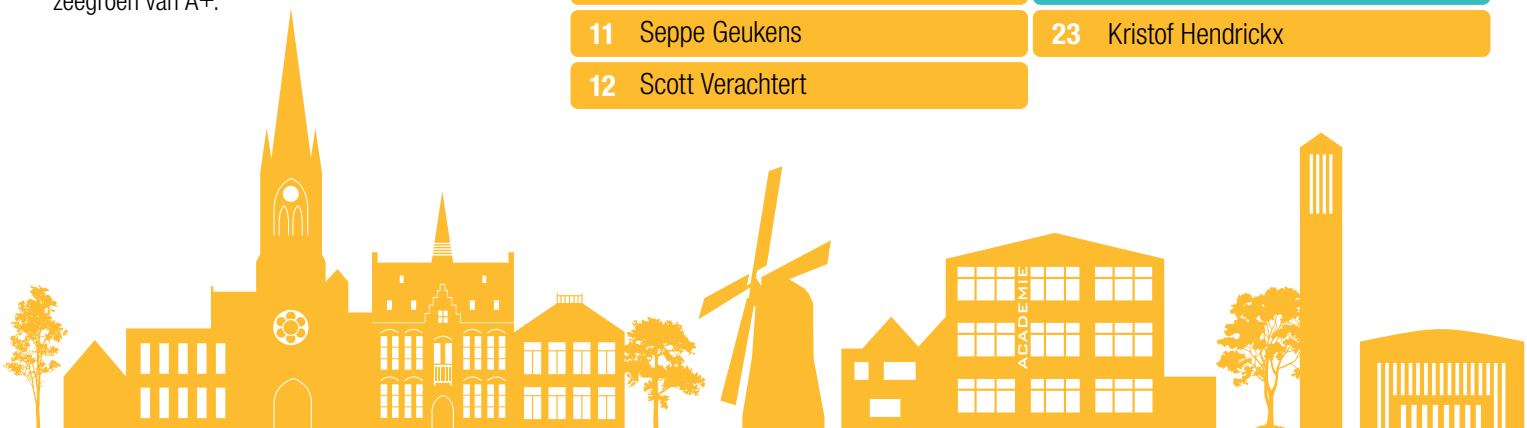 zeegroen van A+.
11 Seppe Geukens
12 Scott Verachtert
23 Kristof Hendrickx
ACADEMIE